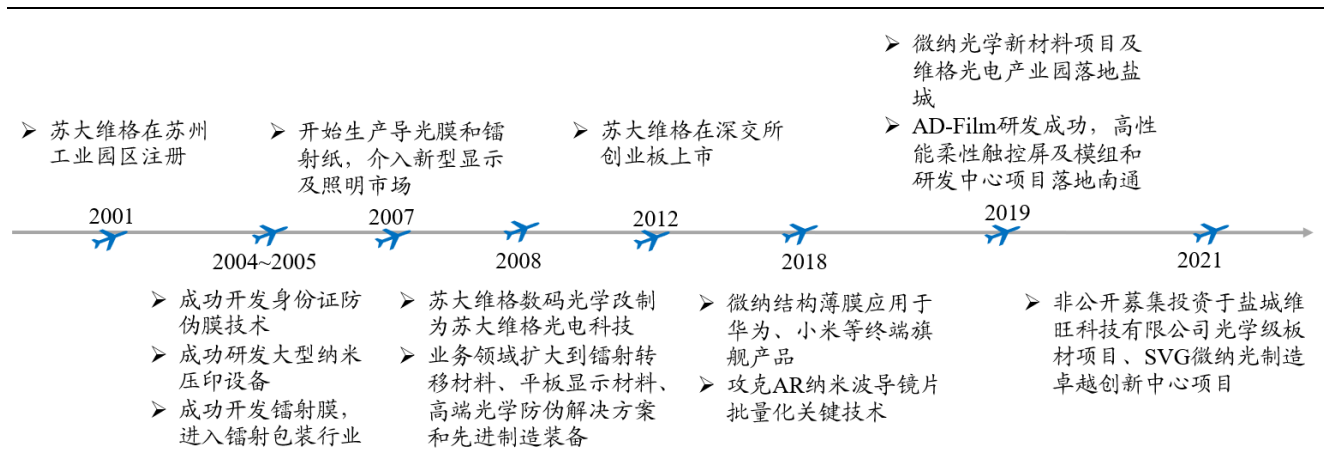 ➢ 苏大维格在苏州
工业园区注册
2001
2004~2005
➢ 成功开发身份证防
伪膜技术
➢ 成功研发大型纳米
压印设备
➢ 成功开发镭射膜，
进入镭射包装行业
➢ 开始生产导光膜和镭
射纸，介入新型显示
及照明市场
2007
2008
➢ 苏大维格数码光学改制
为苏大维格光电科技
➢ 业务领域扩大到镭射转
移材料、平板显示材料、
高端光学防伪解决方案
和先进制造装备
➢ 苏大维格在深交所
创业板上市
2012
2018
➢ 微纳结构薄膜应用于
华为、小米等终端旗
舰产品
➢ 攻克AR纳米波导镜片
批量化关键技术
➢ 微纳光学新材料项目及
维格光电产业园落地盐
城
➢ AD-Film研发成功，高性
能柔性触控屏及模组和
研发中心项目落地南通
2019
2021
➢ 非公开募集投资于盐城维
旺科技有限公司光学级板
材项目、SVG微纳光制造
卓越创新中心项目